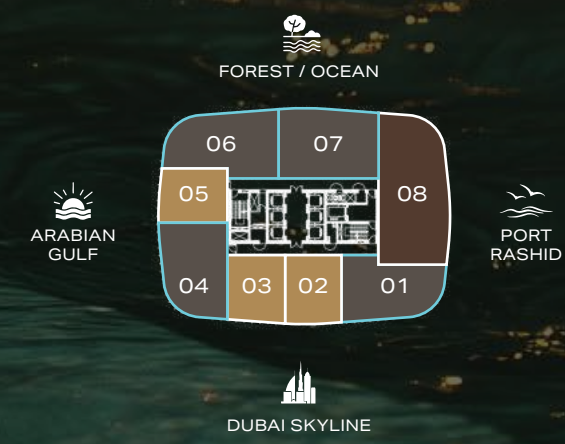 FOREST / OCEAN
06
07
05
08
ARABIAN
GULF
PORT
RASHID
04
03
02
01
DUBAI SKYLINE